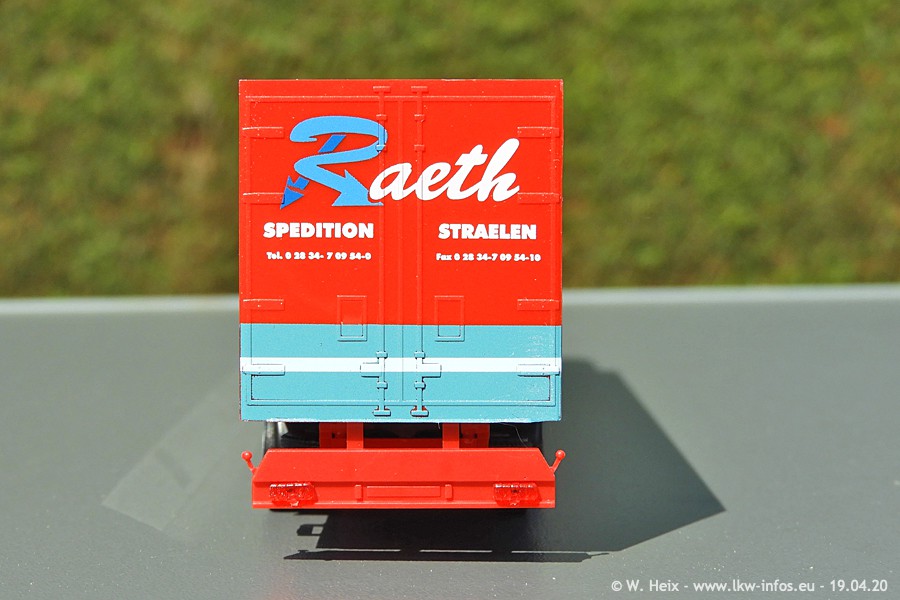 Raeth
SPEDITION STRAELEN
Tel. 0 28 34- 7 09 54-0 Fax 0 28 34-7 09 54-10
© W. Heix - www.lkw-infos.eu - 19.04.20